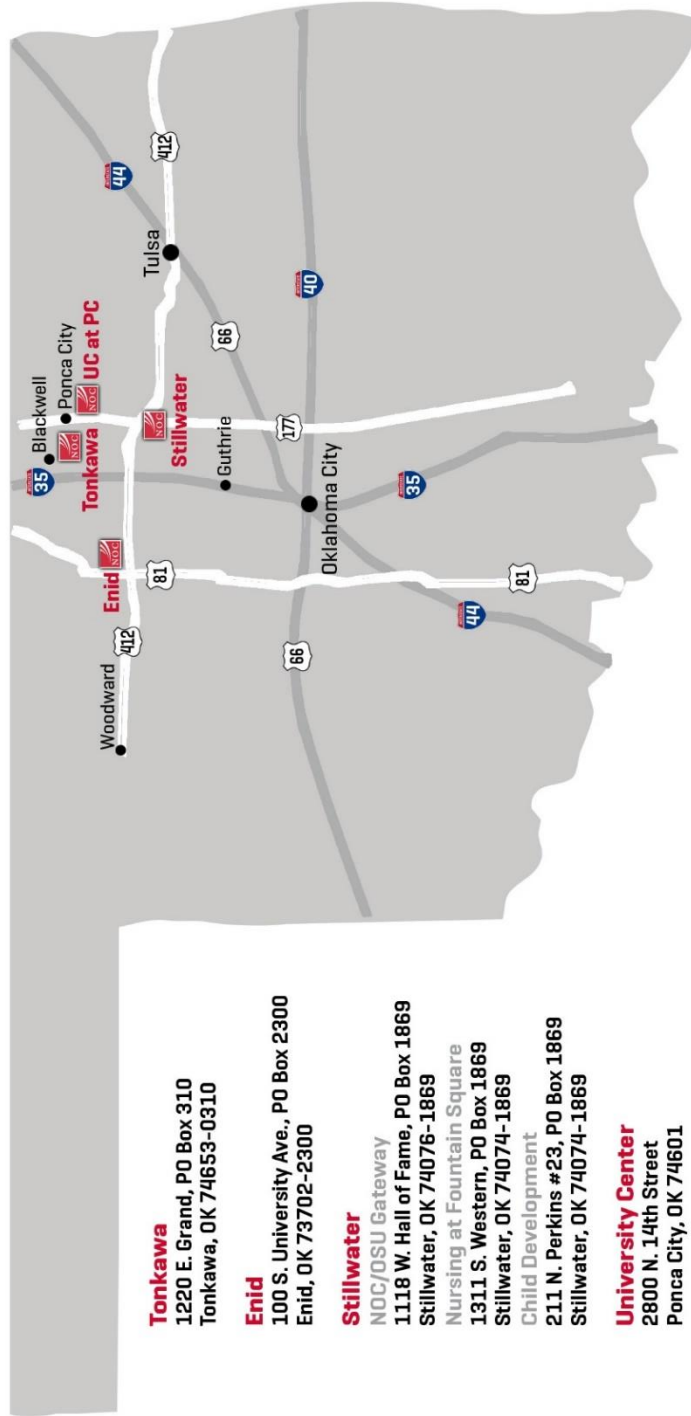 Tonkawa
1220 E. Grand, PO Box 310
Tonkawa, OK 74653-0310
Enid
100 S. University Ave., PO Box 2300
Enid, OK 73702-2300
Stillwater
NOC/OSU Gateway
1118 W. Hall of Fame, PO Box 1869
Stillwater, OK 74076-1869
Nursing at Fountain Square
1311 S. Western, PO Box 1869
Stillwater, OK 74074-1869
Child Development
211 N. Perkins #23, PO Box 1869
Stillwater, OK 74074-1869
University Center
2800 N. 14th Street
Ponca City, OK 74601
Woodward
412
Enid
NOC
81
35
Blackwell
Tonkawa
NOC
Ponca City
NOC
UC at PC
NOC
Stillwater
Guthrie
Tulsa
44
412
66
66
177
40
Oklahoma City
35
44
81